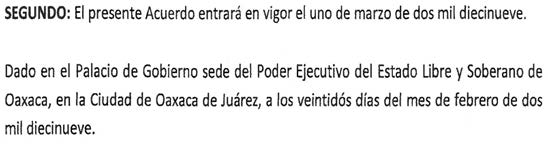 SEGUNDO: El presente Acuerdo entrará en vigor el uno de marzo de dos mil diecinueve.
Dado en el Palacio de Gobierno sede del Poder Ejecutivo del Estado Libre y Soberano de
Oaxaca, en la Ciudad de Oaxaca de Juárez, a los veintidós días del mes de febrero de dos
mil diecinueve.